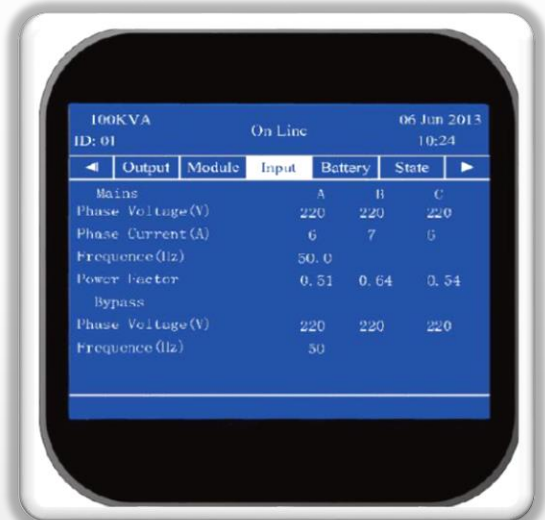 100KVA
On Line
06 Jun 2013
ID: 01
10:24
Output Module Input Battery State
Mains A B C
Phase Voltage(V) 220 220 220
Phase Current(A) 6 7 6
Frequence(Hz) 50.0
Power Factor 0.51 0.64 0.54
Bypass
Phase Voltage(V) 220 220 220
Frequence(Hz) 50